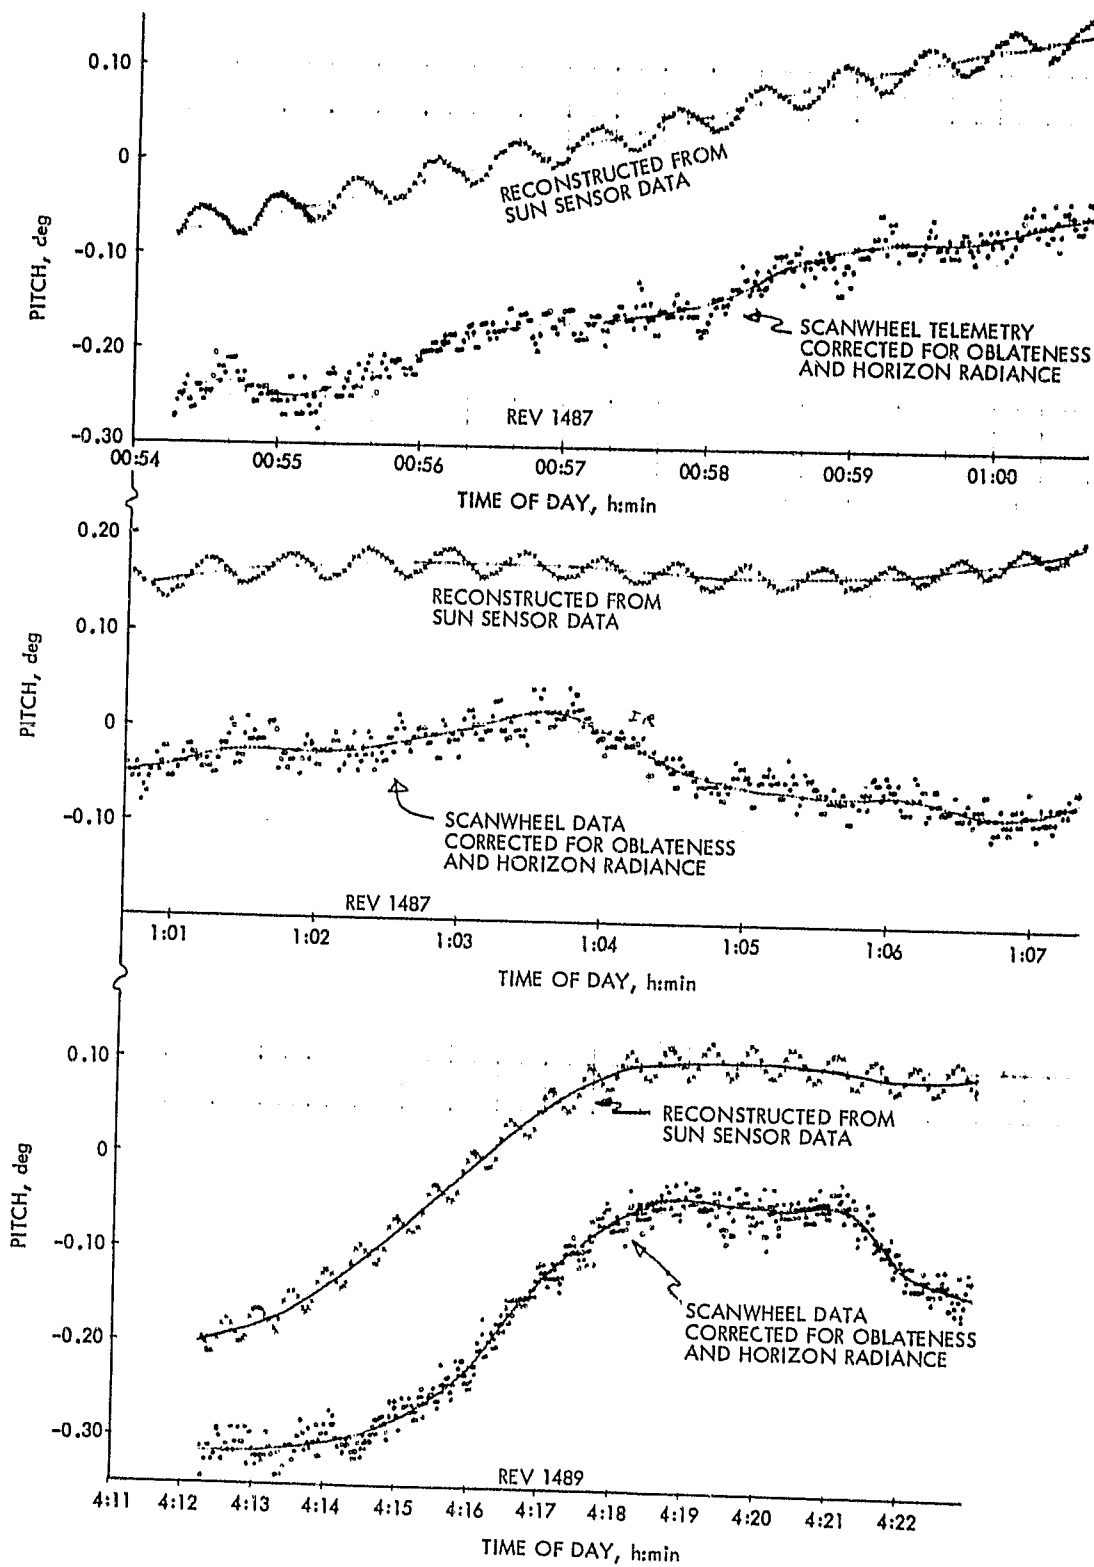 0.10
0
-0.10
-0.20
-0.30
PITCH, deg
RECONSTRUCTED FROM
SUN SENSOR DATA
SCANWHEEL TELEMETRY
CORRECTED FOR OBLATENESS
AND HORIZON RADIANCE
REV 1487
00:54 00:55 00:56 00:57 00:58 00:59 01:00
TIME OF DAY, h:min
0.20
0.10
0
-0.10
PITCH, deg
RECONSTRUCTED FROM
SUN SENSOR DATA
IR
SCANWHEEL DATA
CORRECTED FOR OBLATENESS
AND HORIZON RADIANCE
REV 1487
1:01 1:02 1:03 1:04 1:05 1:06 1:07
TIME OF DAY, h:min
0.10
0
-0.10
-0.20
-0.30
PITCH, deg
RECONSTRUCTED FROM
SUN SENSOR DATA
SCANWHEEL DATA
CORRECTED FOR OBLATENESS
AND HORIZON RADIANCE
REV 1489
4:11 4:12 4:13 4:14 4:15 4:16 4:17 4:18 4:19 4:20 4:21 4:22
TIME OF DAY, h:min